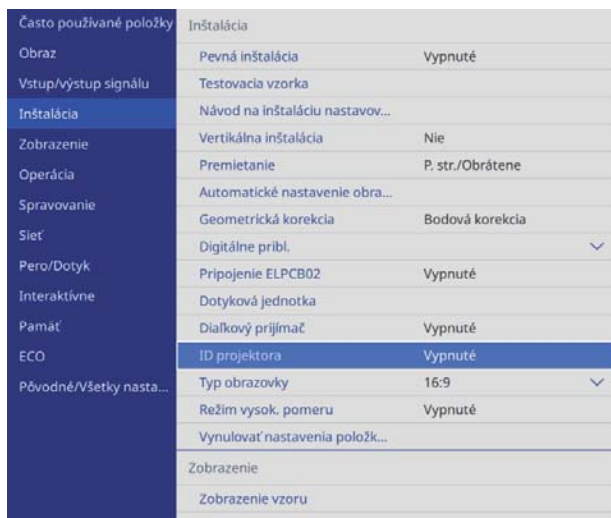 Často používané položky
Obraz
Vstup/výstup signálu
Inštalácia
Zobrazenie
Operácia
Spravovanie
Sieť
Pero/Dotyk
Interaktívne
Pamäť
ECO
Pôvodné/Všetky nasta...
Inštalácia
Pevná inštalácia Vypnuté
Testovacia vzorka
Návod na inštaláciu nastavov...
Vertikálna inštalácia Nie
Premietanie P. str./Obrátene
Automatické nastavenie obra...
Geometrická korekcia Bodová korekcia
Digitálne pribl.
Pripojenie ELPCB02 Vypnuté
Dotyková jednotka
Diaľkový prijímač Vypnuté
ID projektora Vypnuté
Typ obrazovky 16:9
Režim vysok. pomeru Vypnuté
Vynulovať nastavenia položk...
Zobrazenie
Zobrazenie vzoru